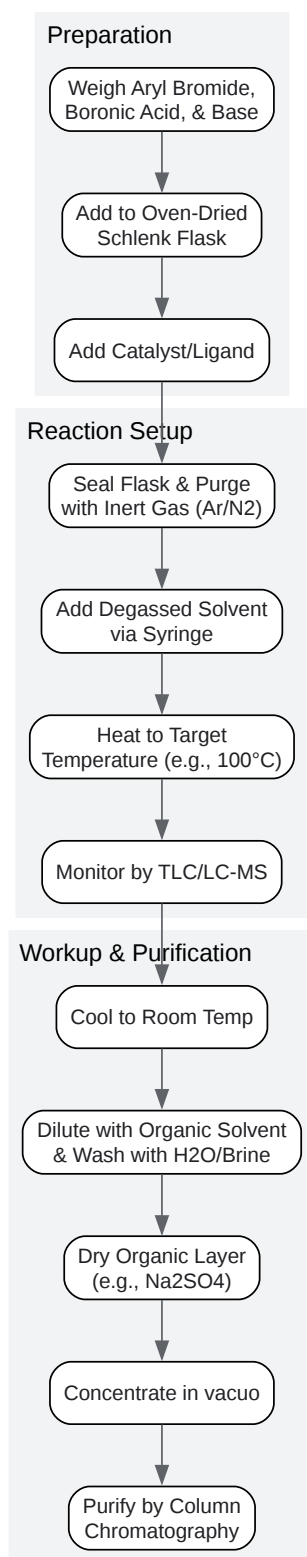 Preparation
Weigh Aryl Bromide,
Boronic Acid, & Base
Add to Oven-Dried
Schlenk Flask
Add Catalyst/Ligand
Reaction Setup
Seal Flask & Purge
with Inert Gas (Ar/N2)
Add Degassed Solvent
via Syringe
Heat to Target
Temperature (e.g., 100°C)
Monitor by TLC/LC-MS
Workup & Purification
Cool to Room Temp
Dilute with Organic Solvent
& Wash with H2O/Brine
Dry Organic Layer
(e.g., Na2SO4)
Concentrate in vacuo
Purify by Column
Chromatography